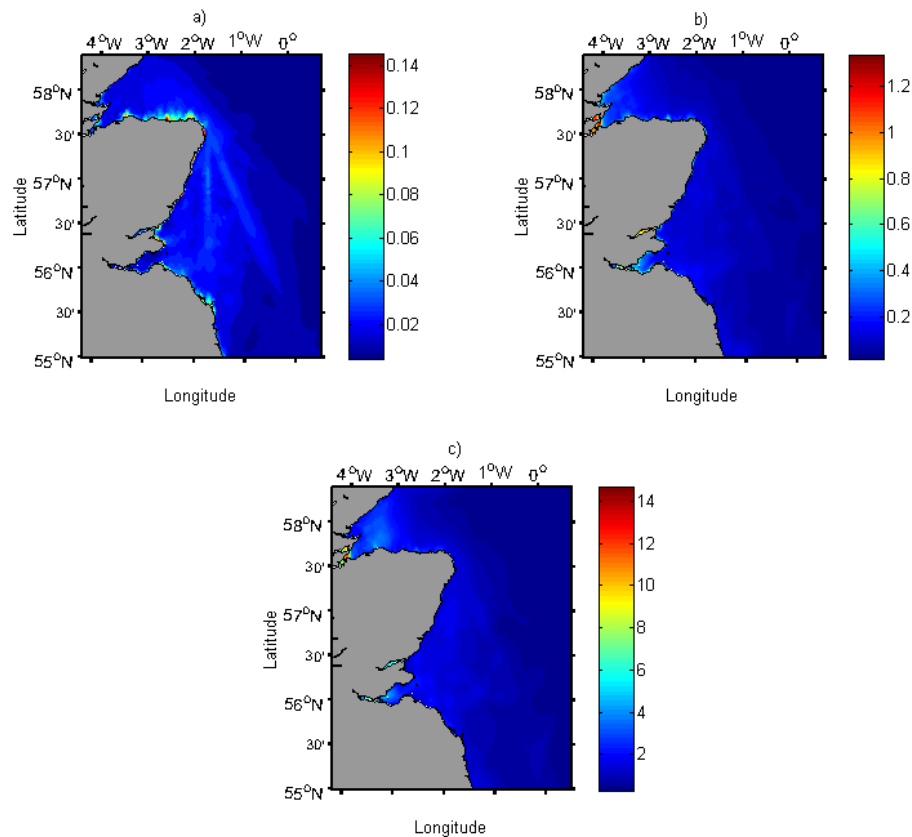 a)
4°W 3°W 2°W 1°W 0°
58°N
30'
57°N
30'
56°N
30'
55°N
Latitude
Longitude
0.14
0.12
0.1
0.08
0.06
0.04
0.02
b)
4°W 3°W 2°W 1°W 0°
58°N
30'
57°N
30'
56°N
30'
55°N
Latitude
Longitude
1.2
1
0.8
0.6
0.4
0.2
c)
4°W 3°W 2°W 1°W 0°
58°N
30'
57°N
30'
56°N
30'
55°N
Latitude
Longitude
14
12
10
8
6
4
2